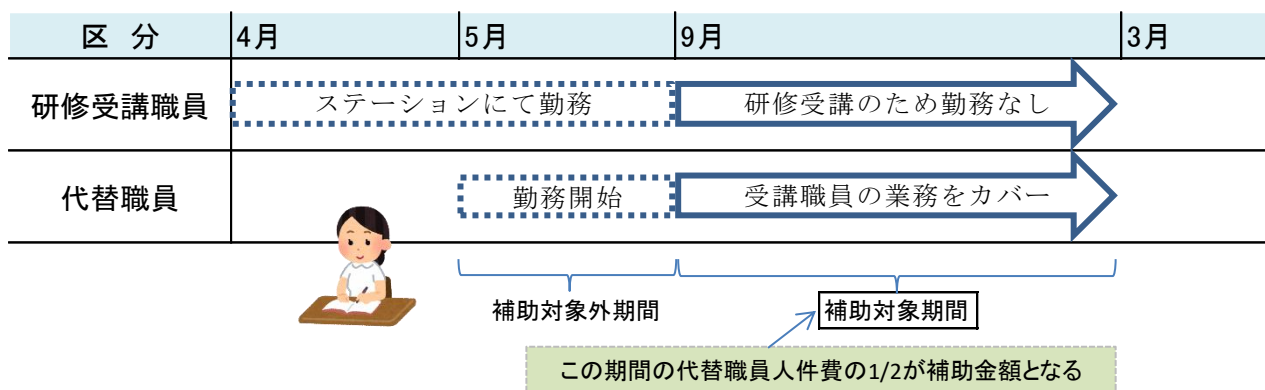 区 分 4月 5月 9月 3月
研修受講職員 ステーションにて勤務 研修受講のため勤務なし
代替職員 勤務開始 受講職員の業務をカバー
補助対象外期間 補助対象期間
この期間の代替職員人件費の1/2が補助金額となる